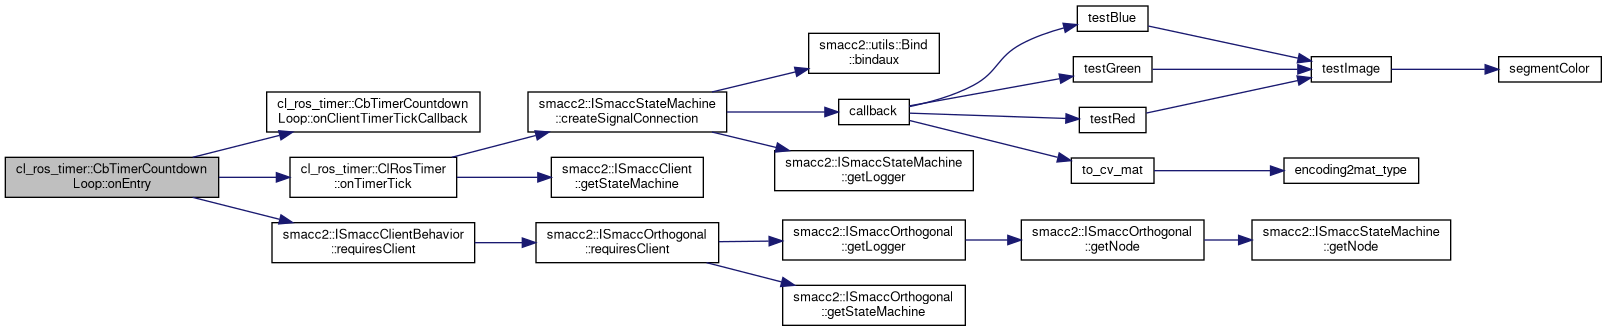 cl_ros_timer::CbTimerCountdown
Loop::onEntry
cl_ros_timer::CbTimerCountdown
Loop::onClientTimerTickCallback
cl_ros_timer::ClRosTimer
::onTimerTick
smacc2::ISmaccClientBehavior
::requiresClient
smacc2::ISmaccStateMachine
::createSignalConnection
smacc2::ISmaccClient
::getStateMachine
smacc2::ISmaccOrthogonal
::requiresClient
smacc2::utils::Bind
::bindaux
callback
smacc2::ISmaccStateMachine
::getLogger
smacc2::ISmaccOrthogonal
::getLogger
smacc2::ISmaccOrthogonal
::getStateMachine
testBlue
testGreen
testRed
to_cv_mat
smacc2::ISmaccOrthogonal
::getNode
testImage
encoding2mat_type
smacc2::ISmaccStateMachine
::getNode
segmentColor